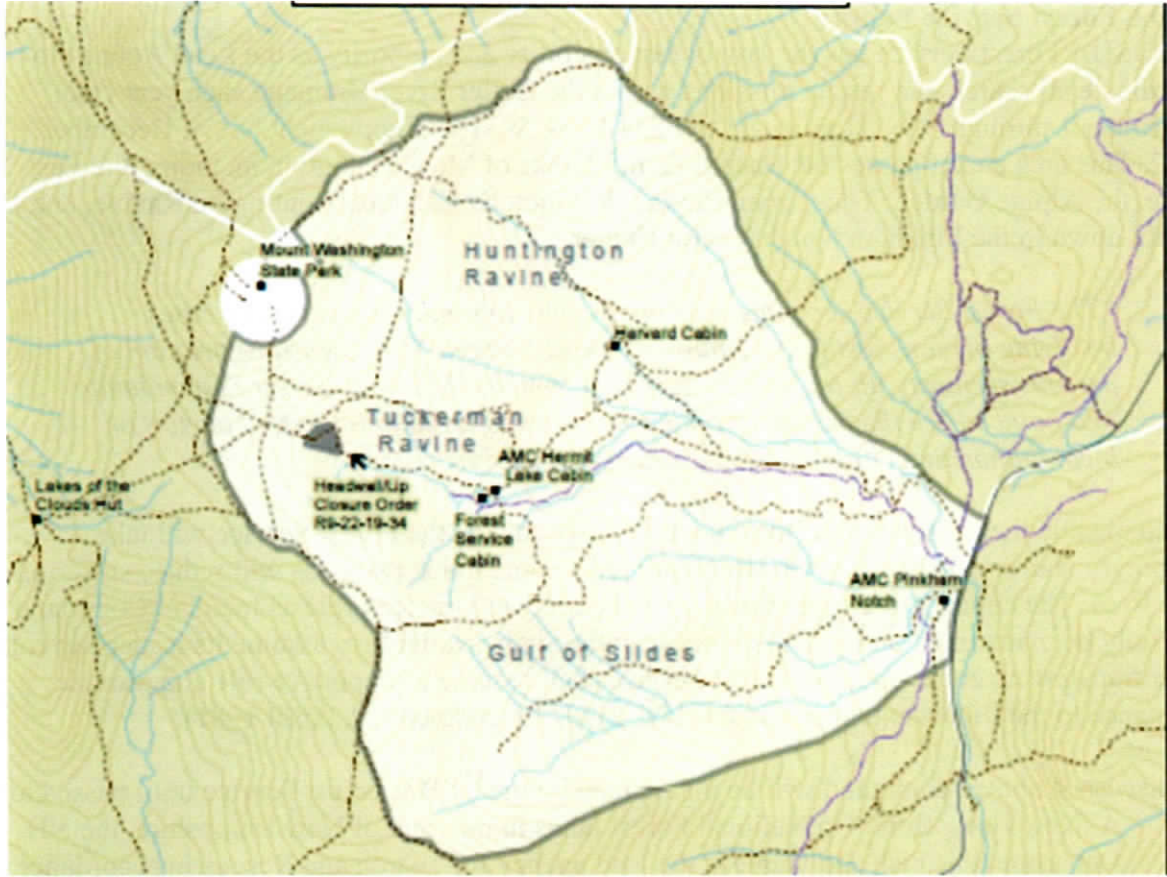 Mount Washington
State Park
Huntington
Ravine
Harvard Cabin
Tuckerman
Ravine
AMC Hermit
Lake Cabin
Headwall/Up
Closure Order
R9-22-19-34
Forest
Service
Cabin
Lakes of the
Clouds Hut
AMC Pinkham
Notch
Gulf of Slides